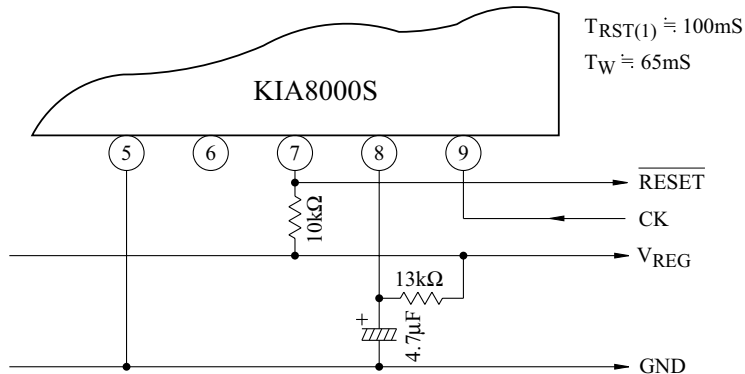 T_RST(1) ≒ 100mS
T_W ≒ 65mS
KIA8000S
5 6 7 8 9
RESET
CK
10kΩ
V_REG
13kΩ
+
4.7μF
GND